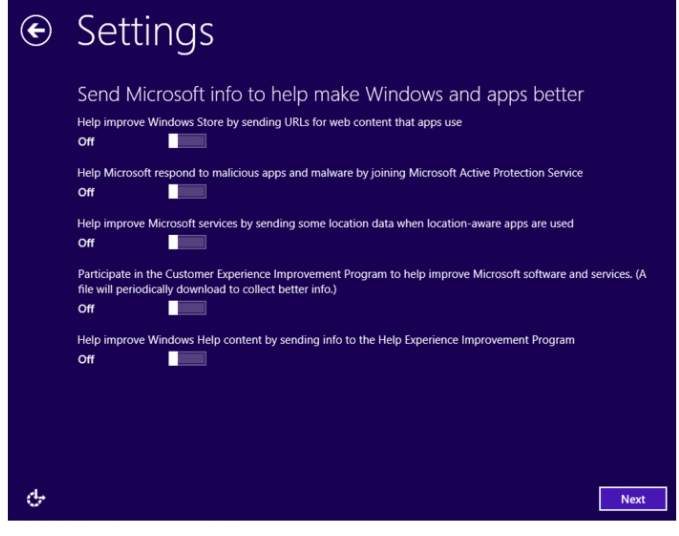 Settings
Send Microsoft info to help make Windows and apps better
Help improve Windows Store by sending URLs for web content that apps use
Off
Help Microsoft respond to malicious apps and malware by joining Microsoft Active Protection Service
Off
Help improve Microsoft services by sending some location data when location-aware apps are used
Off
Participate in the Customer Experience Improvement Program to help improve Microsoft software and services. (A
file will periodically download to collect better info.)
Off
Help improve Windows Help content by sending info to the Help Experience Improvement Program
Off
Next